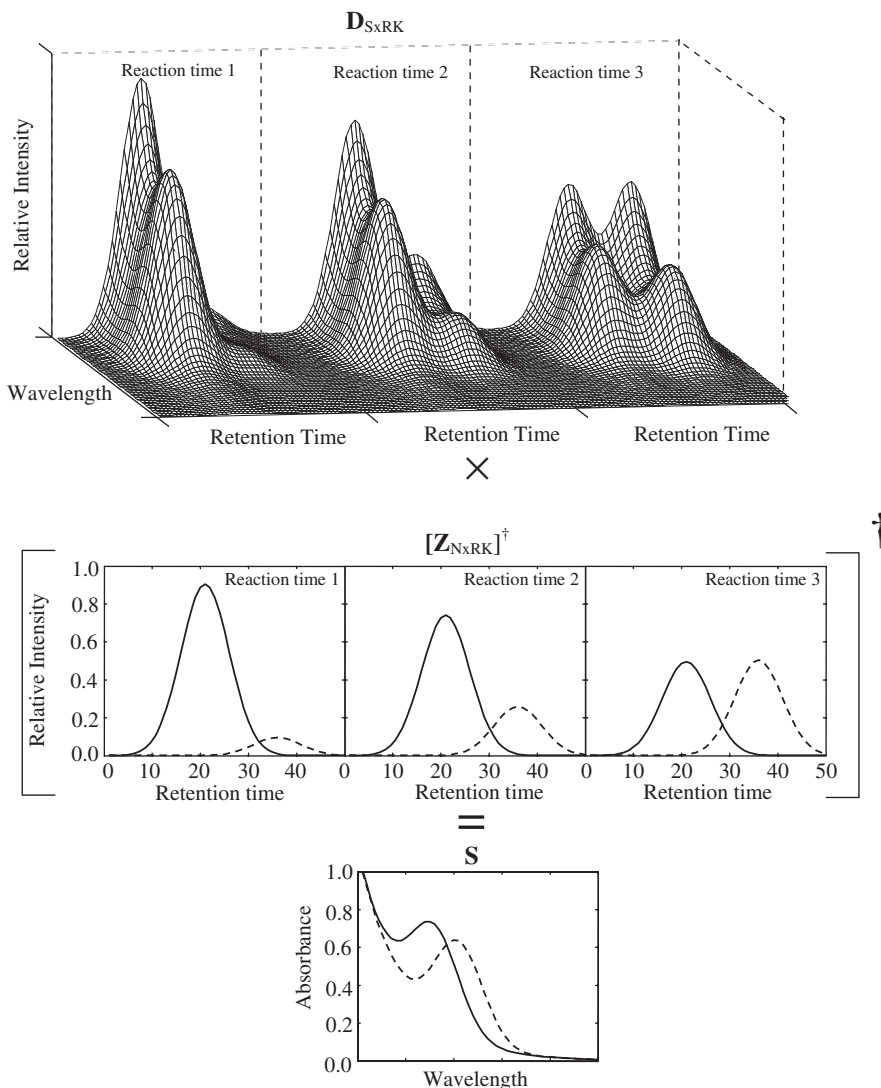 D_SxRK
Reaction time 1
Reaction time 2
Reaction time 3
Relative Intensity
Wavelength
Retention Time
Retention Time
Retention Time
×
[Z_NxRK]^†
†
Reaction time 1
Reaction time 2
Reaction time 3
Relative Intensity
1.0
0.8
0.6
0.4
0.2
0.0
0 10 20 30 40 0 10 20 30 40 0 10 20 30 40 50
Retention time Retention time Retention time
=
S
Absorbance
1.0
0.8
0.6
0.4
0.2
0.0
Wavelength